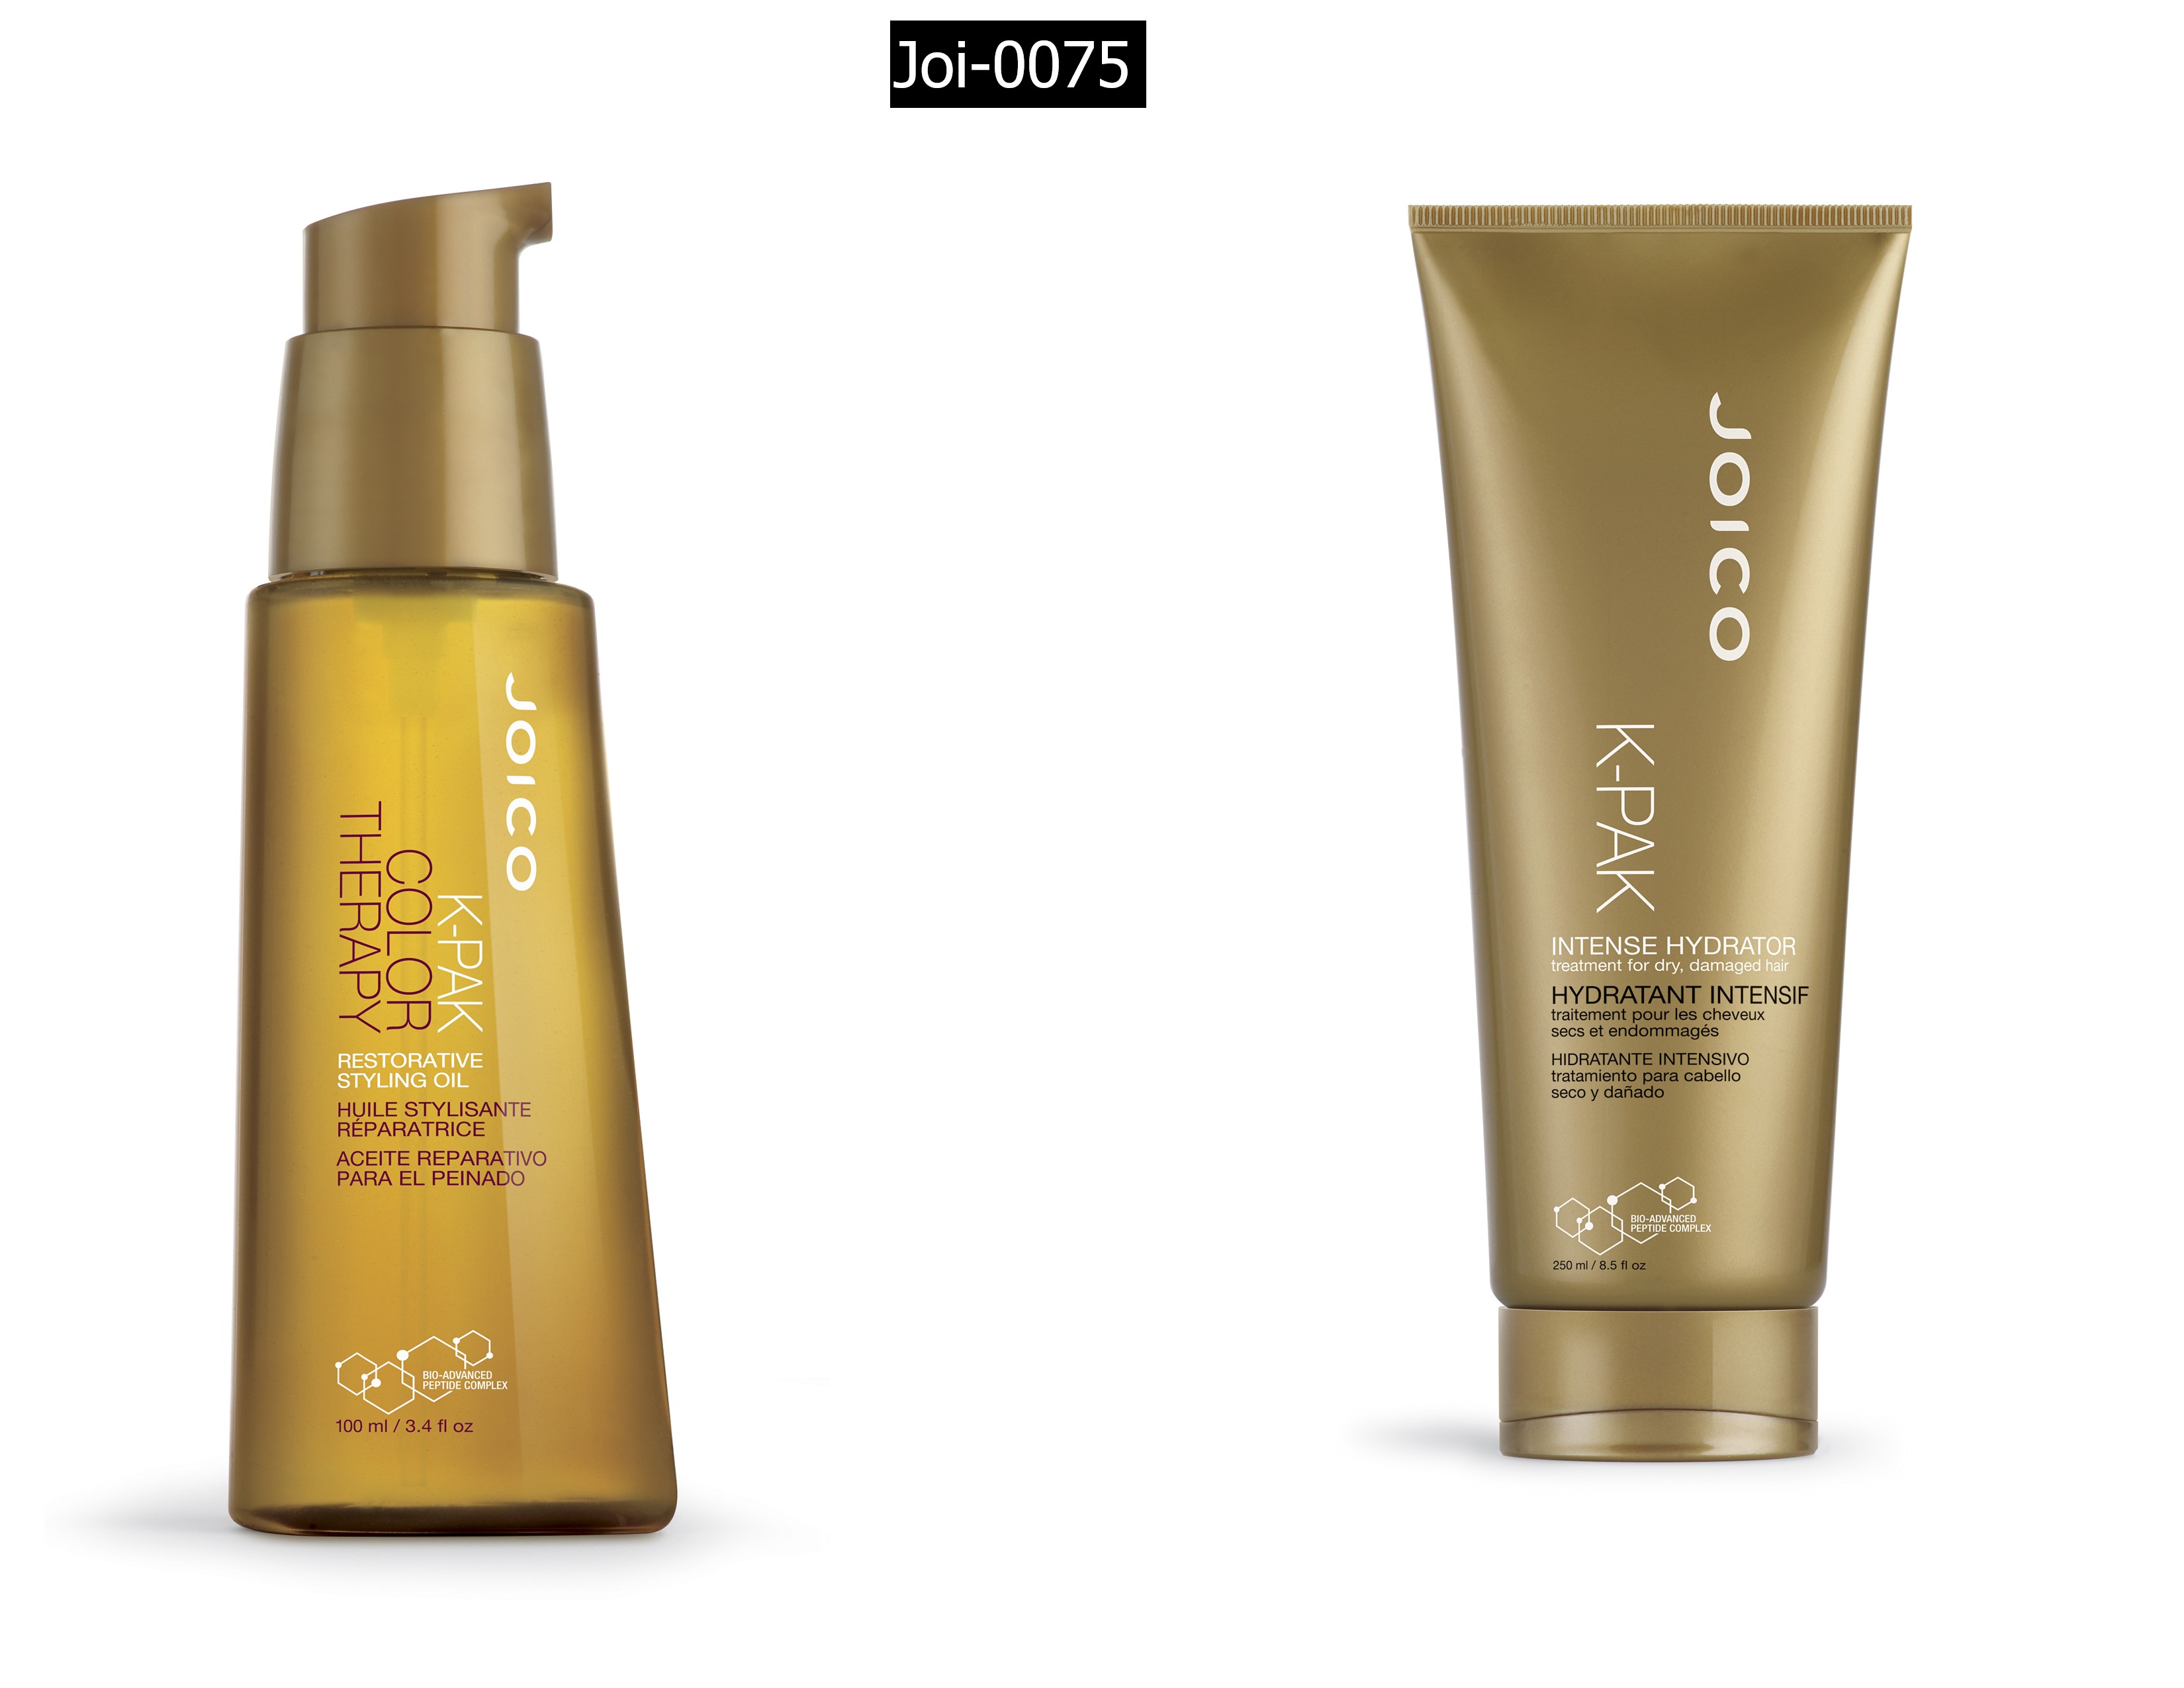 Joi-0075
JOICO
K-PAK
COLOR
THERAPY
RESTORATIVE
STYLING OIL
HUILE STYLISANTE
RÉPARATRICE
ACEITE REPARATIVO
PARA EL PEINADO
BIO-ADVANCED
PEPTIDE COMPLEX
100 ml / 3.4 fl oz
JOICO
K-PAK
INTENSE HYDRATOR
treatment for dry, damaged hair
HYDRATANT INTENSIF
traitement pour les cheveux
secs et endommagés
HIDRATANTE INTENSIVO
tratamiento para cabello
seco y dañado
BIO-ADVANCED
PEPTIDE COMPLEX
250 ml / 8.5 fl oz